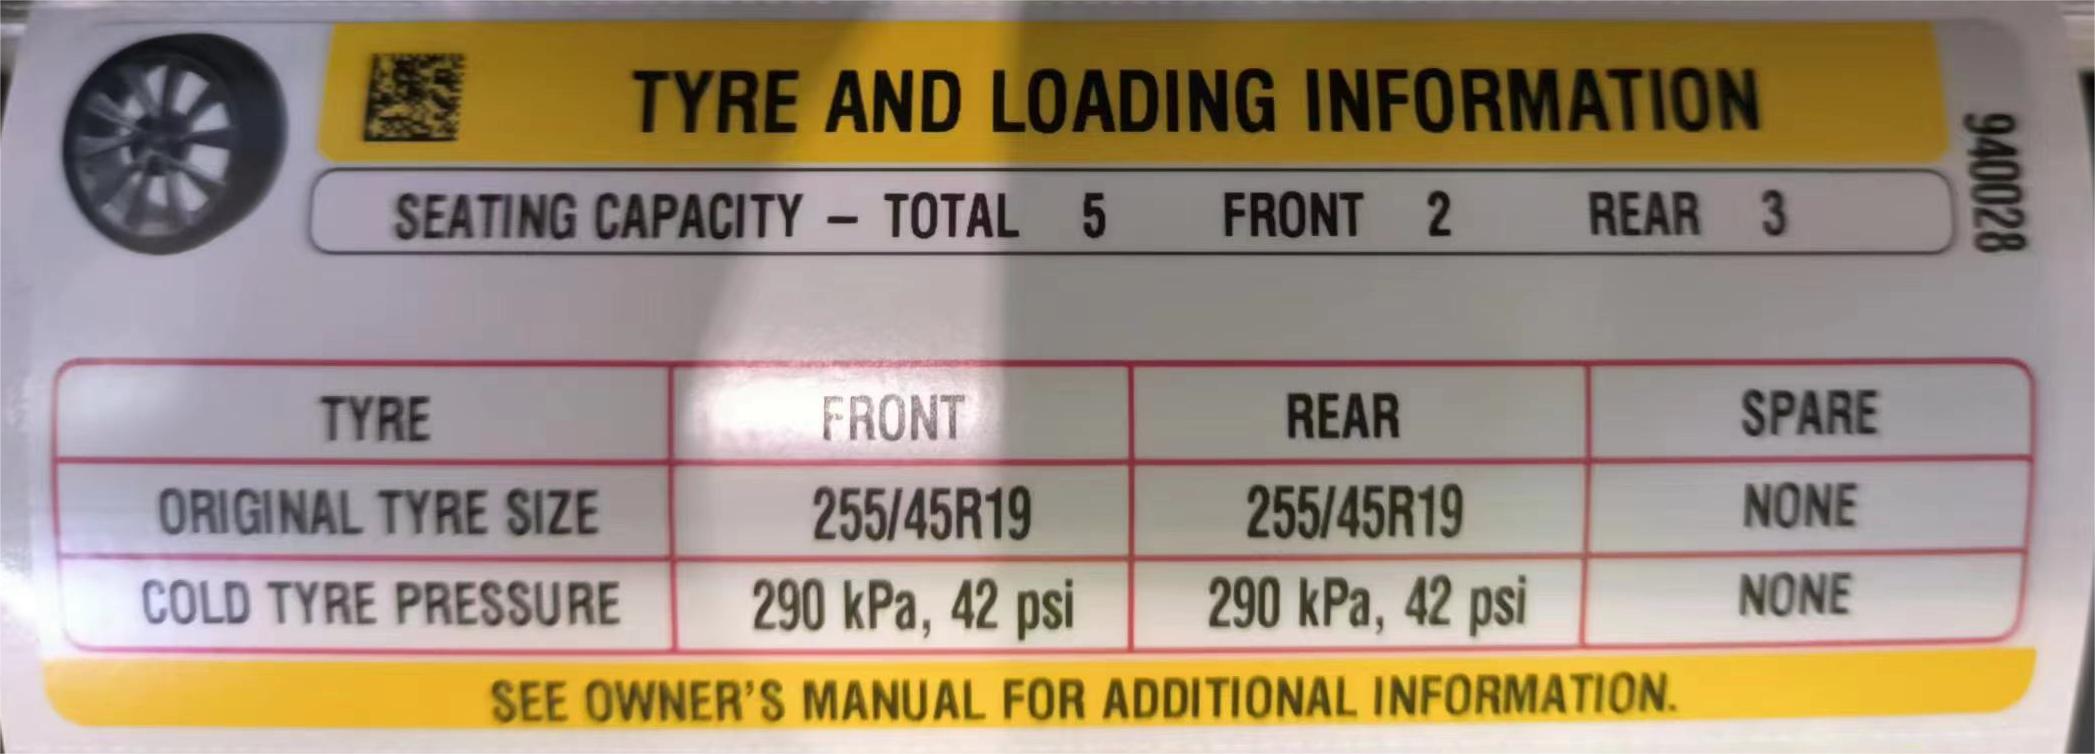 TYRE AND LOADING INFORMATION
940028
SEATING CAPACITY – TOTAL 5 FRONT 2 REAR 3
TYRE FRONT REAR SPARE
ORIGINAL TYRE SIZE 255/45R19 255/45R19 NONE
COLD TYRE PRESSURE 290 kPa, 42 psi 290 kPa, 42 psi NONE
SEE OWNER'S MANUAL FOR ADDITIONAL INFORMATION.